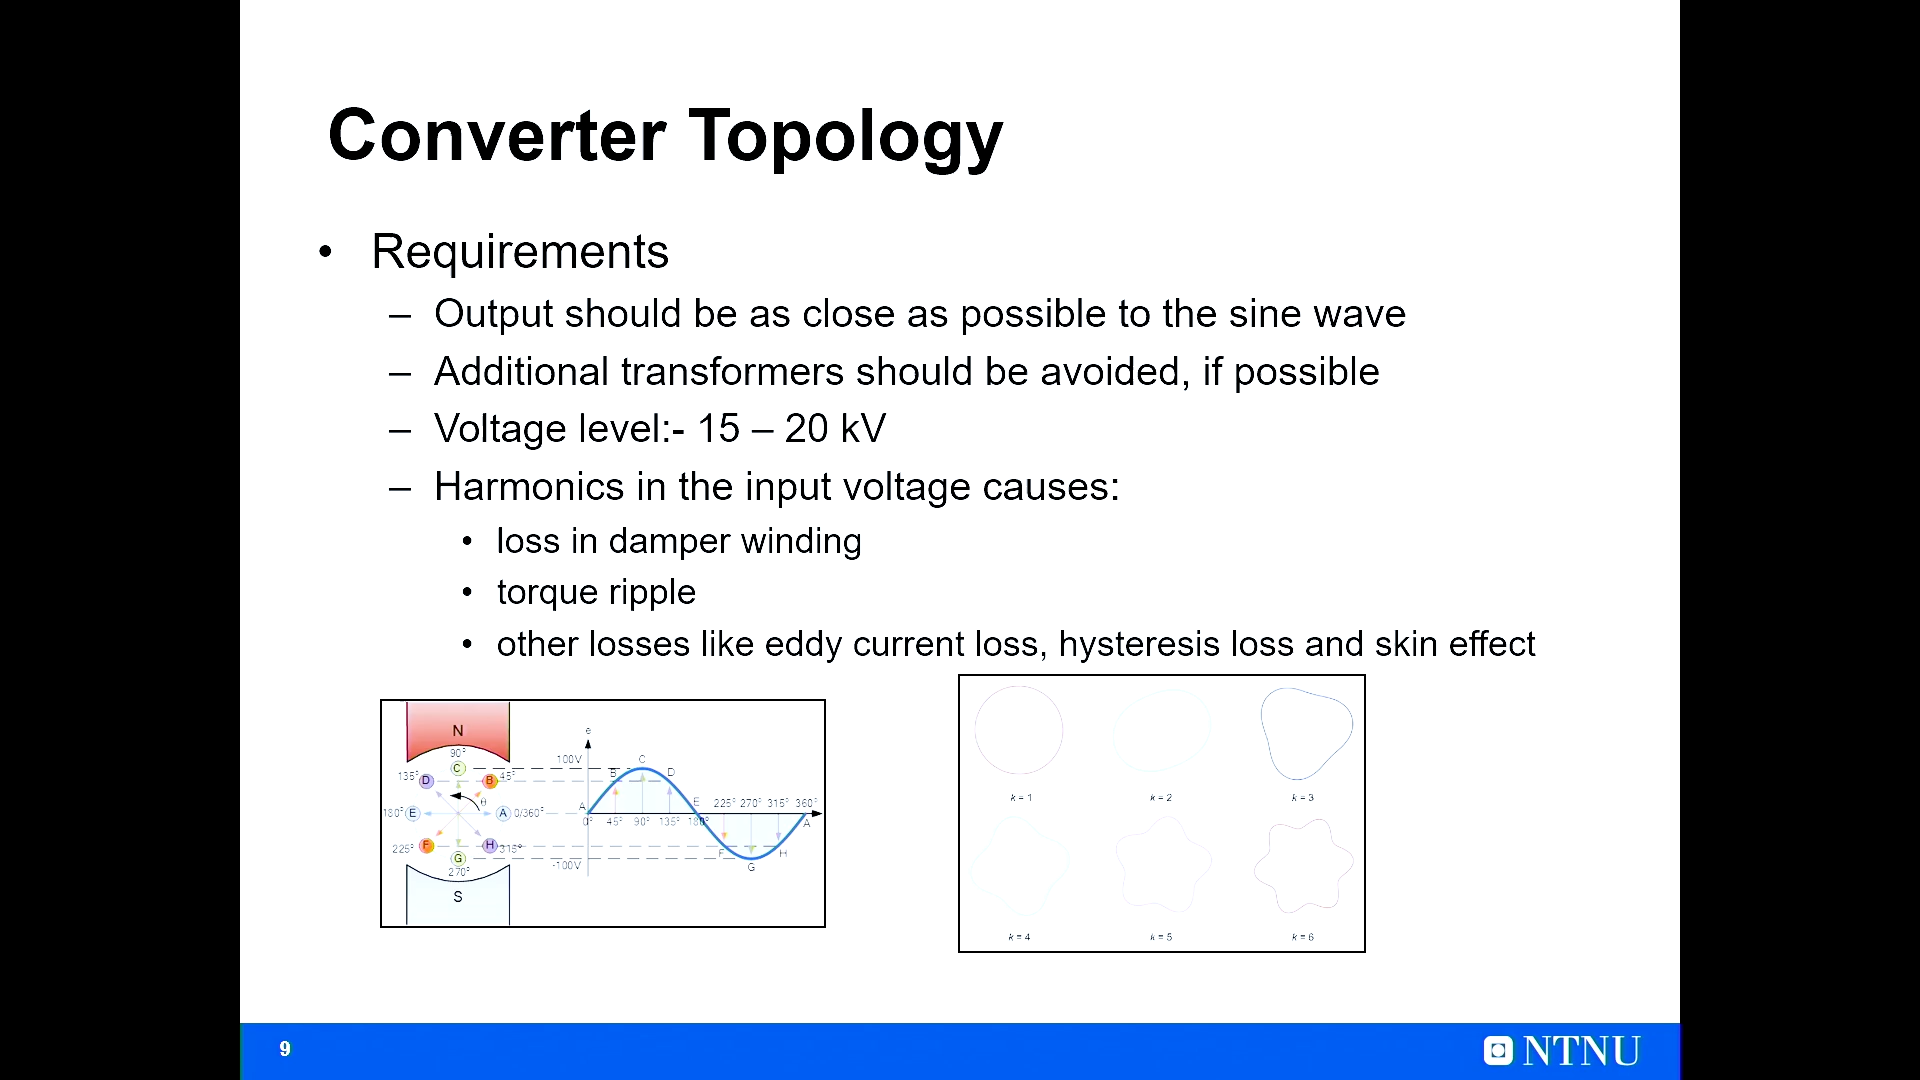 Converter Topology
• Requirements
– Output should be as close as possible to the sine wave
– Additional transformers should be avoided, if possible
– Voltage level:- 15 – 20 kV
– Harmonics in the input voltage causes:
• loss in damper winding
• torque ripple
• other losses like eddy current loss, hysteresis loss and skin effect
N
90°
C
135° D B 45°
θ
180° E A 0/360°
225° F H 315°
G
270°
S
e
100V
C
B D
A E 225° 270° 315° 360°
0° 45° 90° 135° 180° A
F H
-100V
G
k = 1 k = 2 k = 3
k = 4 k = 5 k = 6
9 NTNU